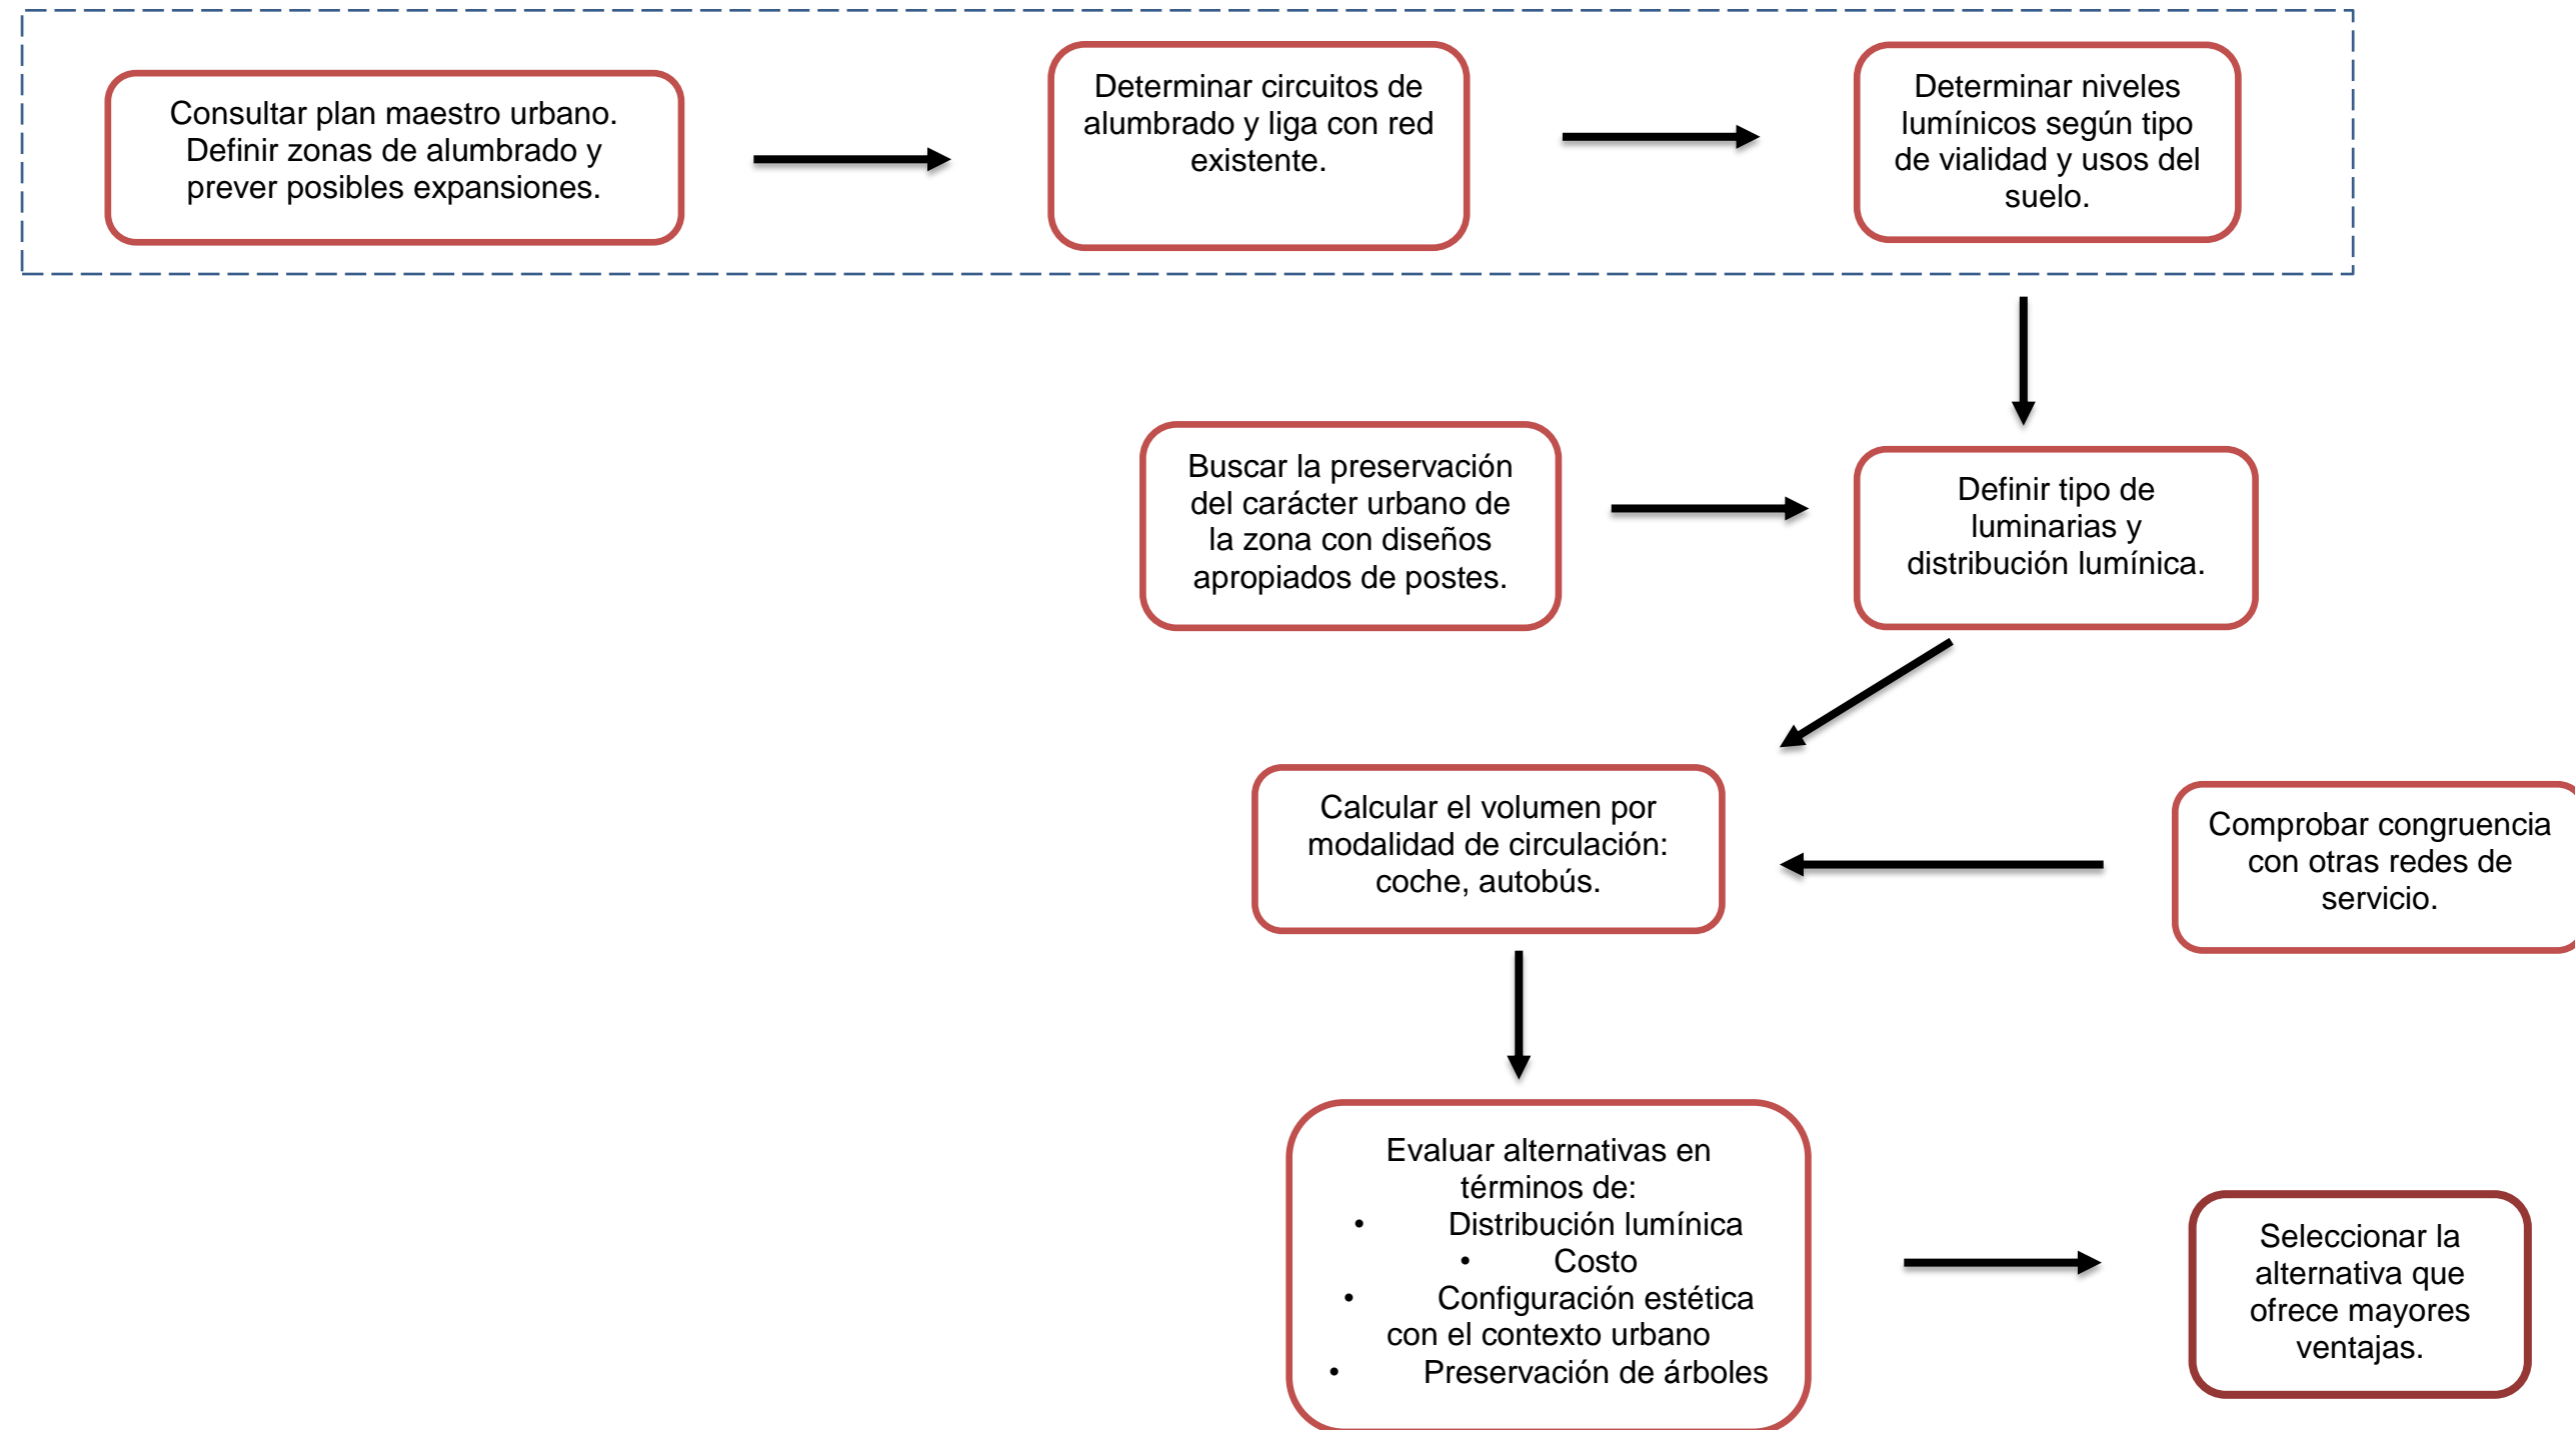 Consultar plan maestro urbano.
Definir zonas de alumbrado y
prever posibles expansiones.
Determinar circuitos de
alumbrado y liga con red
existente.
Determinar niveles
lumínicos según tipo
de vialidad y usos del
suelo.
Buscar la preservación
del carácter urbano de
la zona con diseños
apropiados de postes.
Definir tipo de
luminarias y
distribución lumínica.
Calcular el volumen por
modalidad de circulación:
coche, autobús.
Comprobar congruencia
con otras redes de
servicio.
Evaluar alternativas en
términos de:
• Distribución lumínica
• Costo
• Configuración estética
con el contexto urbano
• Preservación de árboles
Seleccionar la
alternativa que
ofrece mayores
ventajas.